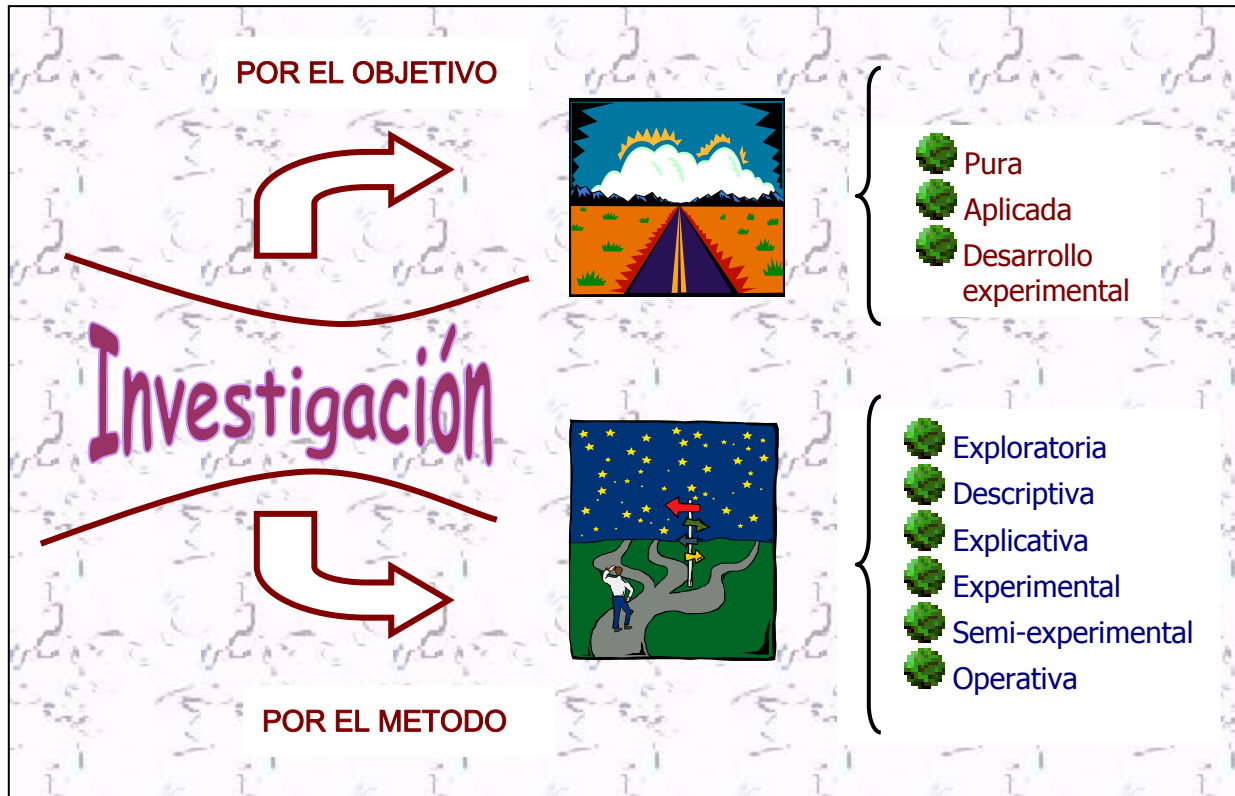 POR EL OBJETIVO
Pura
Aplicada
Desarrollo
experimental
Investigación
Exploratoria
Descriptiva
Explicativa
Experimental
Semi-experimental
Operativa
POR EL METODO